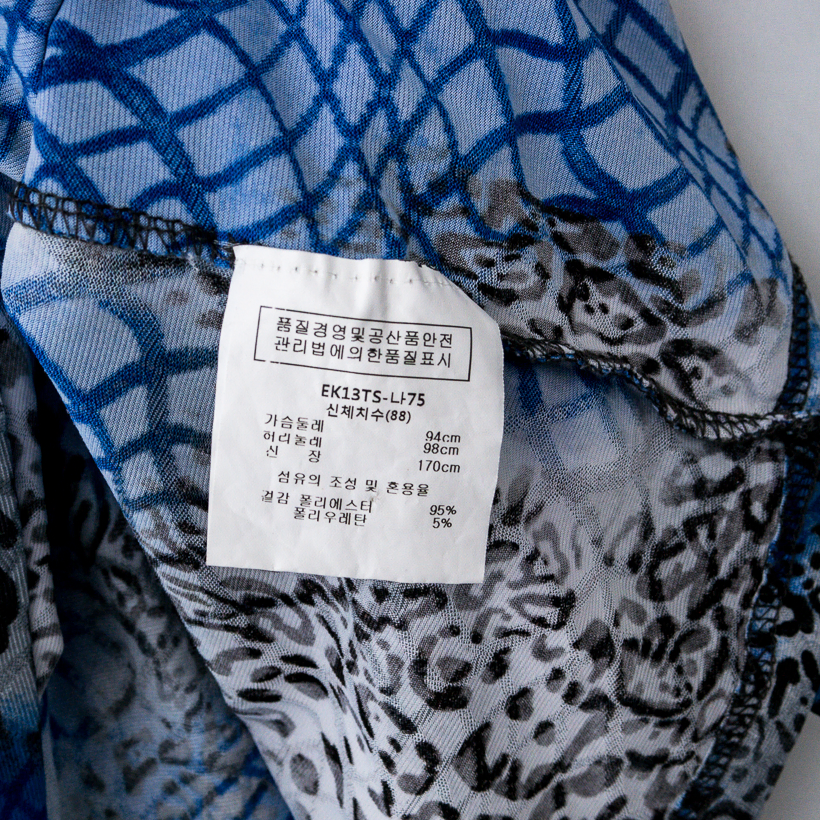 품질경영및공산품안전
관리법에의한품질표시
EK13TS-나75
신체치수(88)
가슴둘레 94cm
허리둘레 98cm
신 장 170cm
섬유의 조성 및 혼용율
겉감 폴리에스터 95%
폴리우레탄 5%